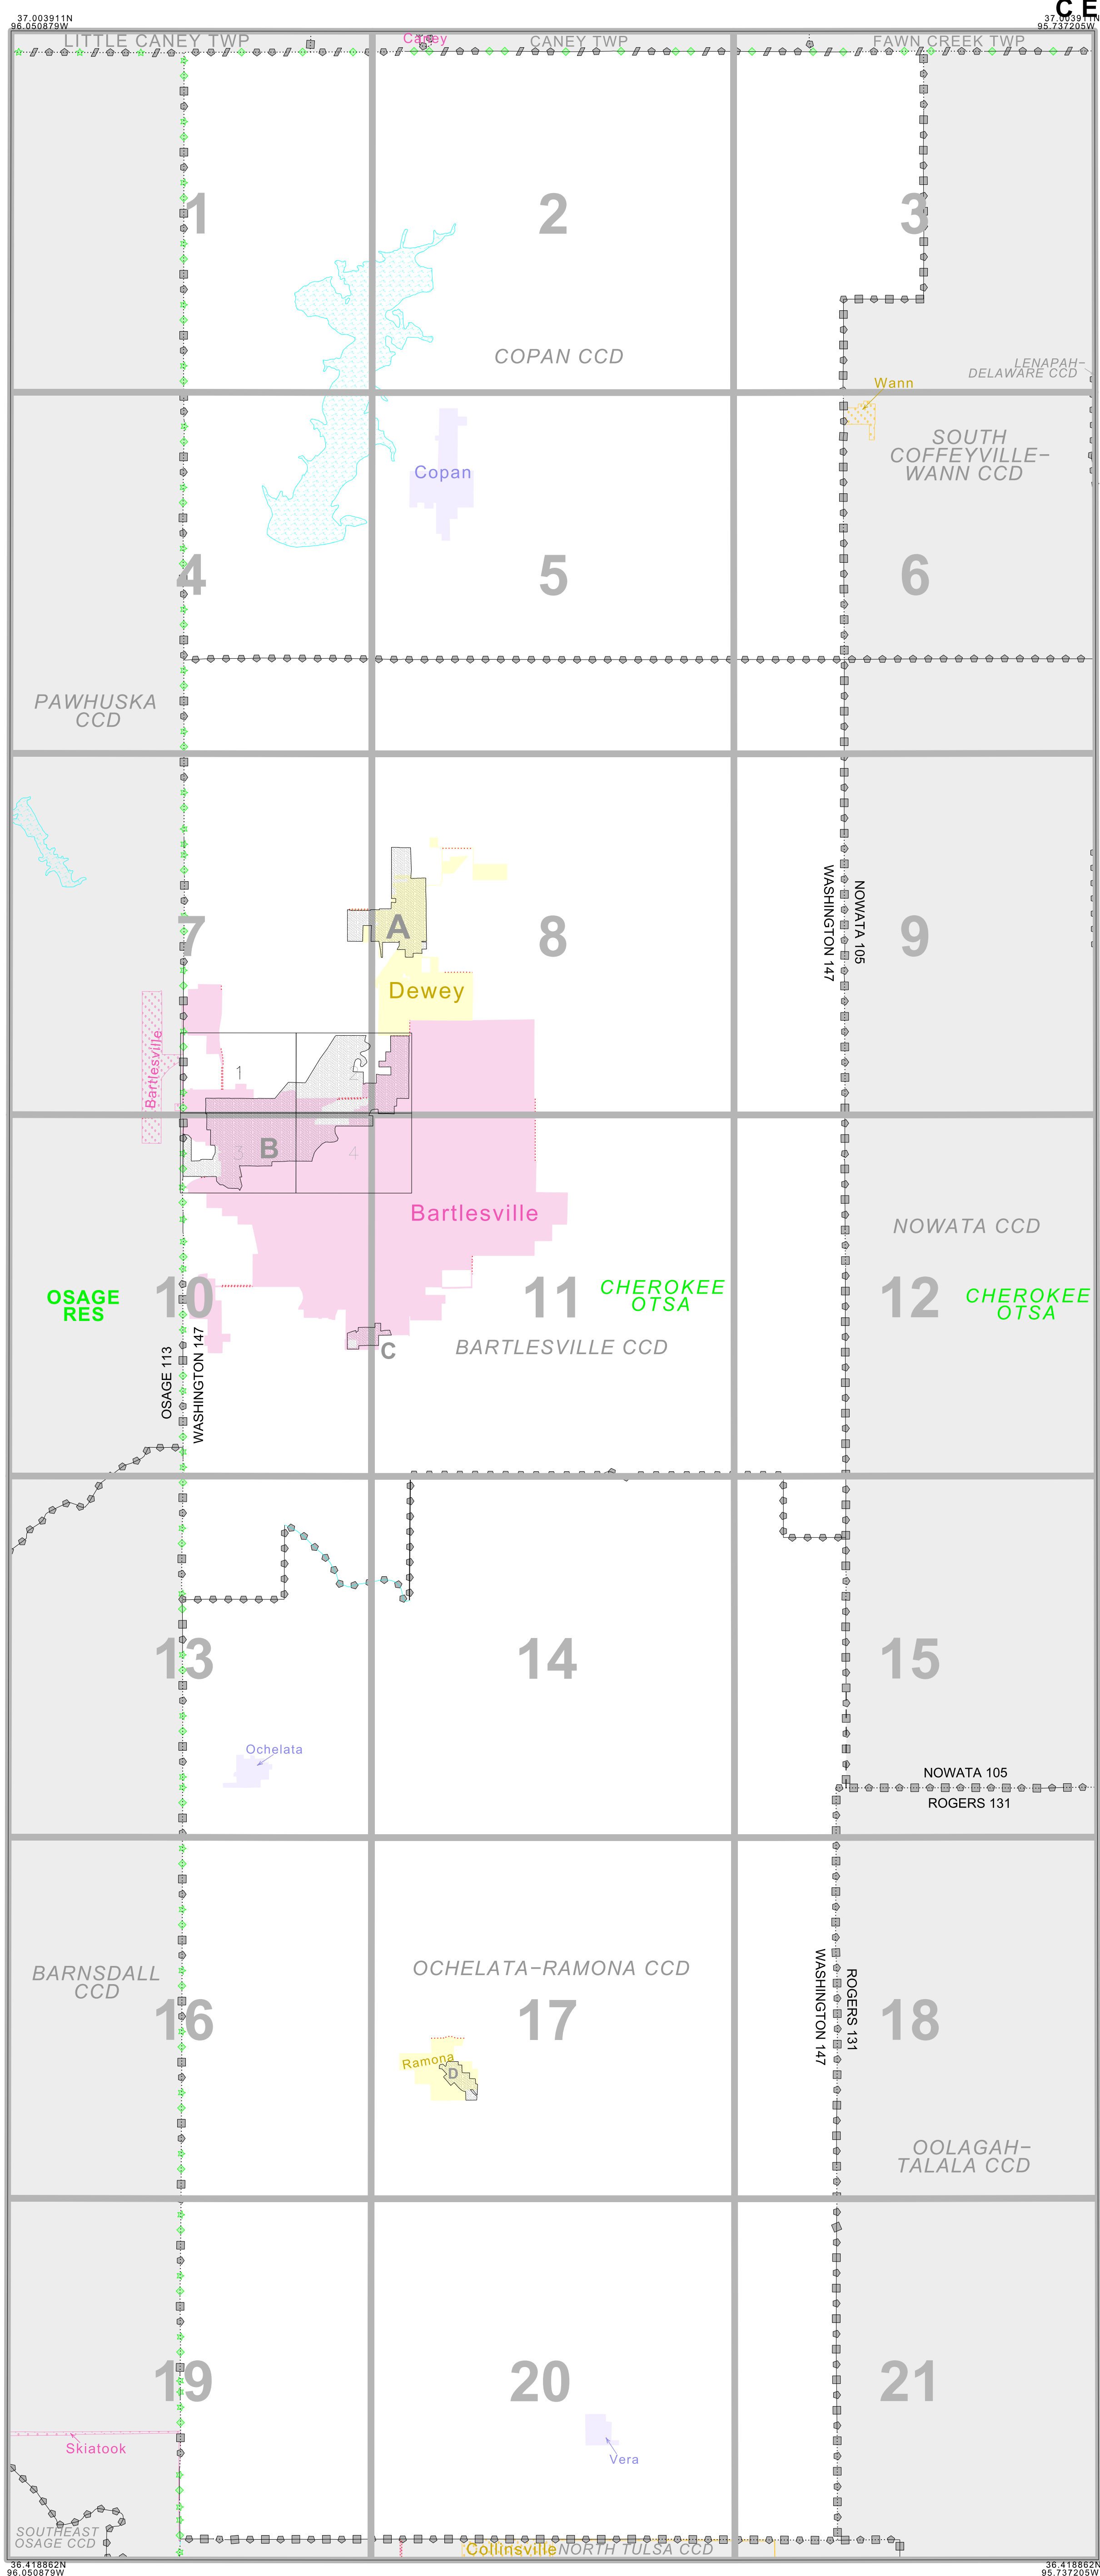 C E
37.003911N
96.050879W
37.003911N
95.737205W
LITTLE CANEY TWP
Caney
CANEY TWP
FAWN CREEK TWP
1
2
3
COPAN CCD
LENAPAH-
DELAWARE CCD
Wann
SOUTH
COFFEYVILLE-
WANN CCD
Copan
4
5
6
PAWHUSKA
CCD
WASHINGTON 147
NOWATA 105
7
A
8
9
Dewey
Bartlesville
1
2
B
3
4
Bartlesville
NOWATA CCD
OSAGE
RES
10
11
CHEROKEE
OTSA
12
CHEROKEE
OTSA
BARTLESVILLE CCD
C
OSAGE 113
WASHINGTON 147
13
14
15
Ochelata
NOWATA 105
ROGERS 131
BARNSDALL
CCD
OCHELATA-RAMONA CCD
WASHINGTON 147
ROGERS 131
16
17
18
Ramona
D
OOLAGAH-
TALALA CCD
19
20
21
Skiatook
Vera
SOUTHEAST
OSAGE CCD
Collinsville
NORTH TULSA CCD
36.418862N
96.050879W
36.418862N
95.737205W